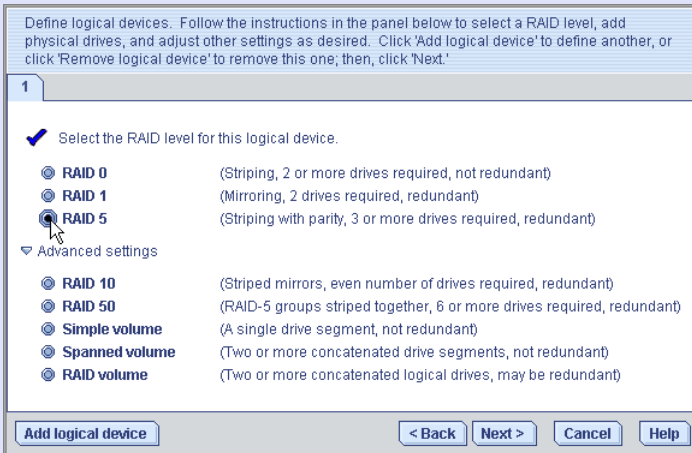 Define logical devices. Follow the instructions in the panel below to select a RAID level, add
physical drives, and adjust other settings as desired. Click 'Add logical device' to define another, or
click 'Remove logical device' to remove this one; then, click 'Next.'
1
Select the RAID level for this logical device.
RAID 0 (Striping, 2 or more drives required, not redundant)
RAID 1 (Mirroring, 2 drives required, redundant)
RAID 5 (Striping with parity, 3 or more drives required, redundant)
Advanced settings
RAID 10 (Striped mirrors, even number of drives required, redundant)
RAID 50 (RAID-5 groups striped together, 6 or more drives required, redundant)
Simple volume (A single drive segment, not redundant)
Spanned volume (Two or more concatenated drive segments, not redundant)
RAID volume (Two or more concatenated logical drives, may be redundant)
Add logical device < Back Next > Cancel Help